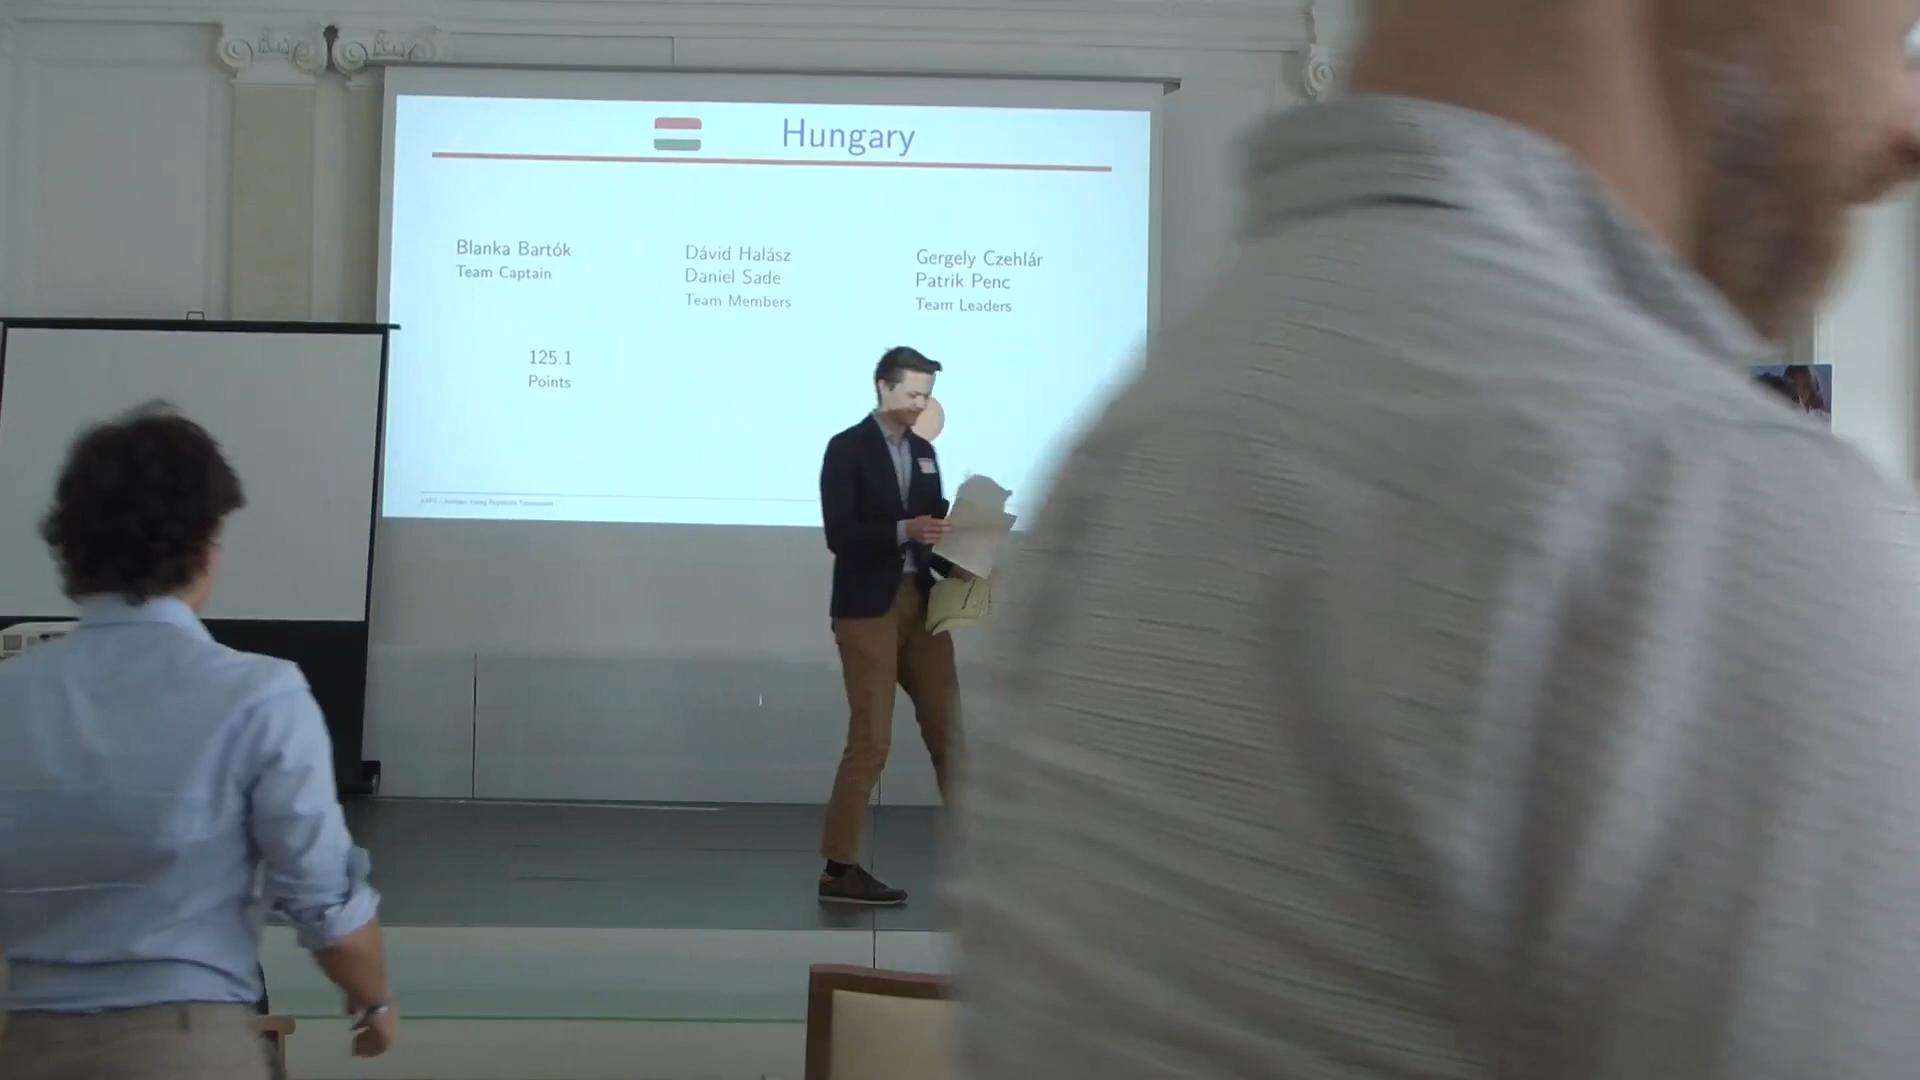 Hungary
Blanka Bartók
Team Captain
Dávid Halász
Daniel Sade
Team Members
Gergely Czehlár
Patrik Penc
Team Leaders
125.1
Points